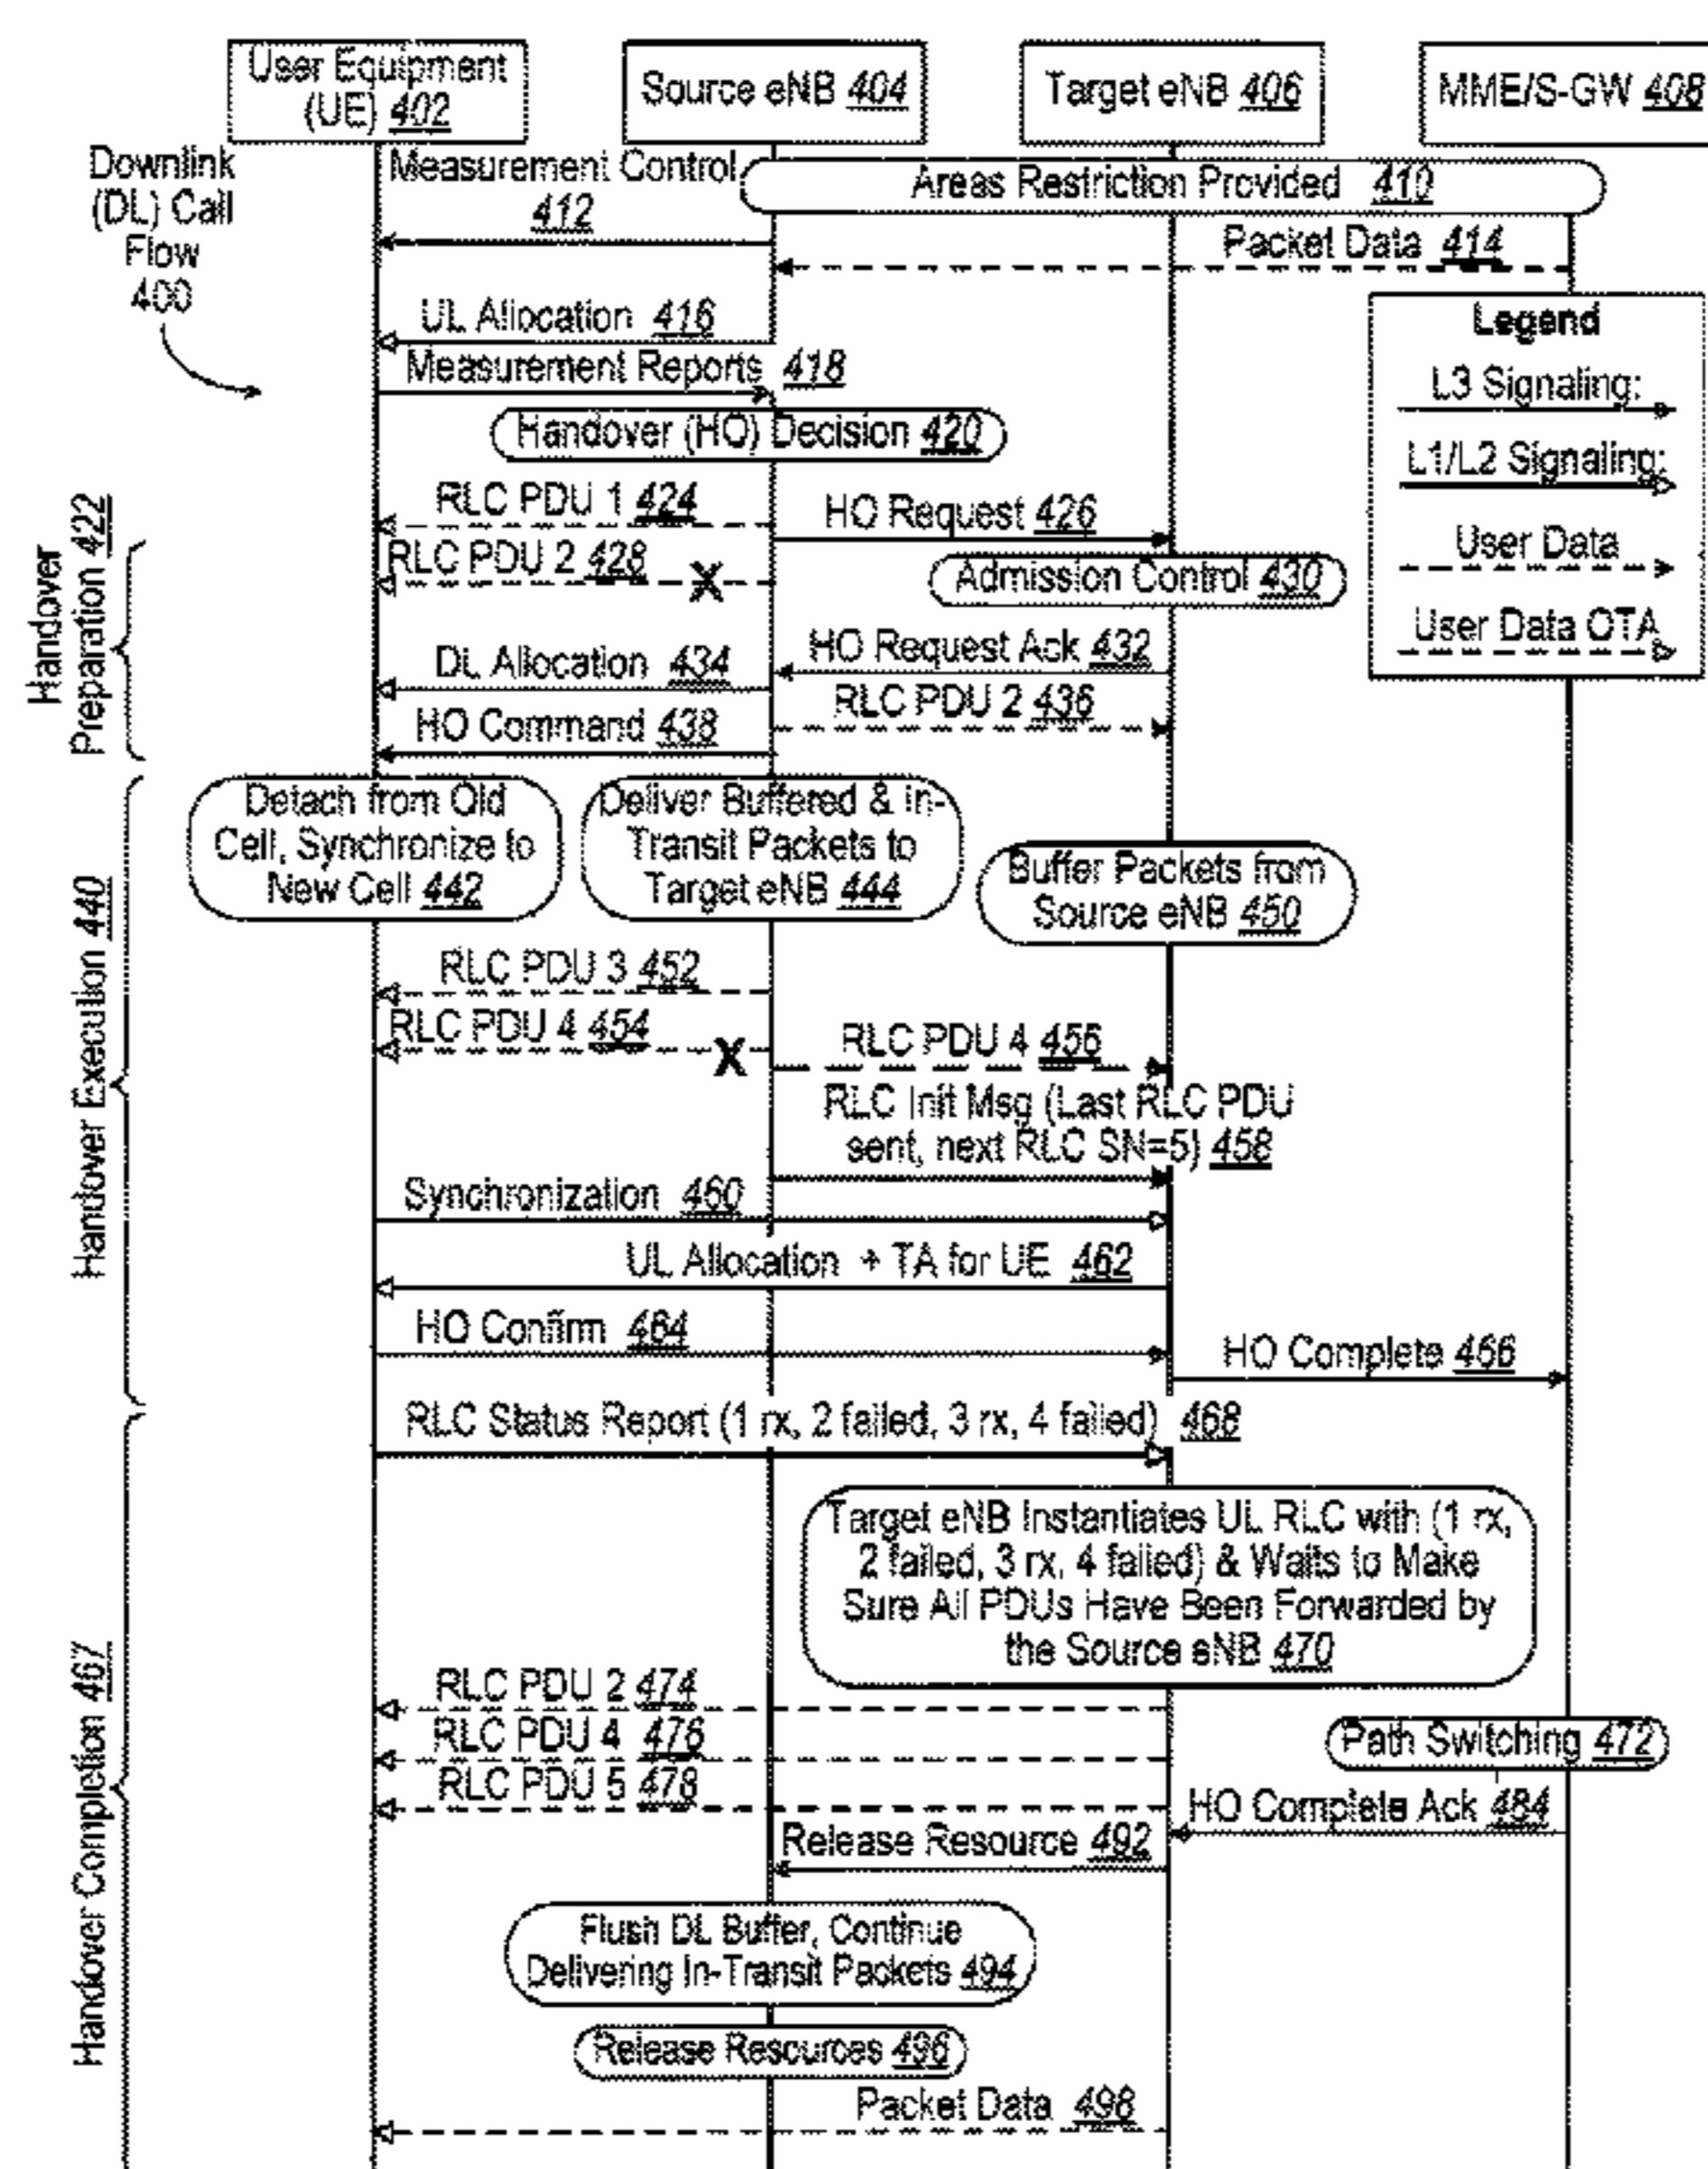 User Equipment
(UE) 402
Source eNB 404
Target eNB 406
MME/S-GW 408
Downlink
(DL) Call
Flow
400
Measurement Control
412
Areas Restriction Provided 410
Packet Data 414
UL Allocation 416
Measurement Reports 418
Handover (HO) Decision 420
Legend
L3 Signaling:
L1/L2 Signaling:
User Data
User Data OTA
Handover
Preparation 422
RLC PDU 1 424
HO Request 426
RLC PDU 2 428
X
Admission Control 430
HO Request Ack 432
DL Allocation 434
RLC PDU 2 436
HO Command 438
Handover Execution 440
Detach from Old
Cell, Synchronize to
New Cell 442
Deliver Buffered & In-
Transit Packets to
Target eNB 444
Buffer Packets from
Source eNB 450
RLC PDU 3 452
RLC PDU 4 454
X
RLC PDU 4 456
RLC Init Msg (Last RLC PDU
sent, next RLC SN=5) 458
Synchronization 460
UL Allocation + TA for UE 462
HO Confirm 464
HO Complete 466
Handover Completion 467
RLC Status Report (1 rx, 2 failed, 3 rx, 4 failed) 468
Target eNB Instantiates UL RLC with (1 rx,
2 failed, 3 rx, 4 failed) & Waits to Make
Sure All PDUs Have Been Forwarded by
the Source eNB 470
RLC PDU 2 474
Path Switching 472
RLC PDU 4 476
RLC PDU 5 478
HO Complete Ack 484
Release Resource 492
Flush DL Buffer, Continue
Delivering In-Transit Packets 494
Release Resources 496
Packet Data 498